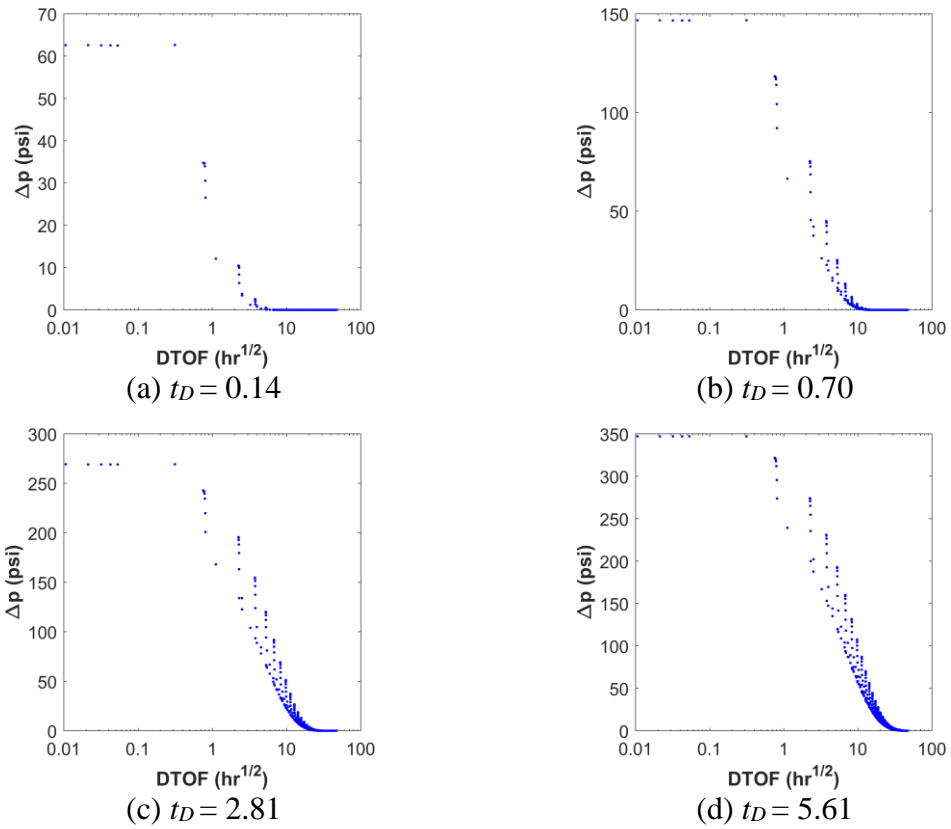 70
60
50
40
30
20
10
0
Δp (psi)
0.01 0.1 1 10 100
DTOF (hr^{1/2})
(a) t_D = 0.14
150
100
50
0
Δp (psi)
0.01 0.1 1 10 100
DTOF (hr^{1/2})
(b) t_D = 0.70
300
250
200
150
100
50
0
Δp (psi)
0.01 0.1 1 10 100
DTOF (hr^{1/2})
(c) t_D = 2.81
350
300
250
200
150
100
50
0
Δp (psi)
0.01 0.1 1 10 100
DTOF (hr^{1/2})
(d) t_D = 5.61